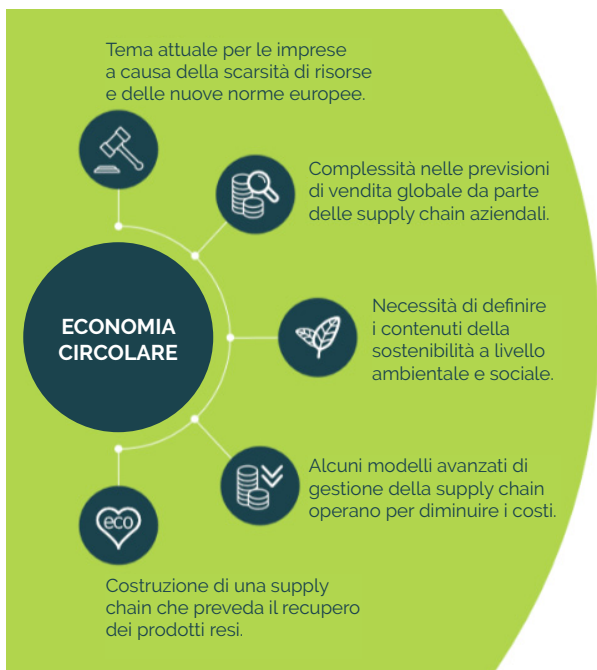 Tema attuale per le imprese
a causa della scarsità di risorse
e delle nuove norme europee.
Complessità nelle previsioni
di vendita globale da parte
delle supply chain aziendali.
ECONOMIA
CIRCOLARE
Necessità di definire
i contenuti della
sostenibilità a livello
ambientale e sociale.
Alcuni modelli avanzati di
gestione della supply chain
operano per diminuire i costi.
eco
Costruzione di una supply
chain che preveda il recupero
dei prodotti resi.